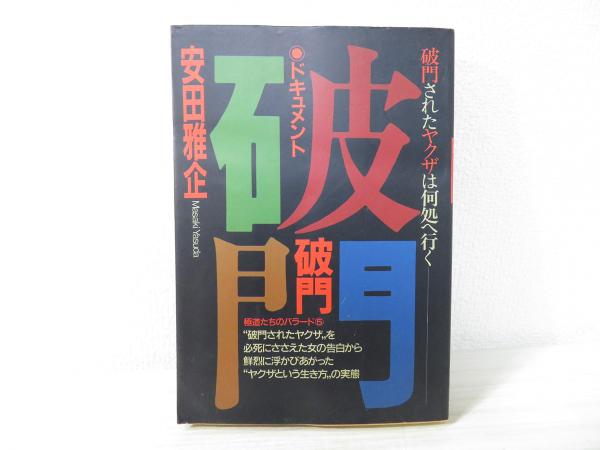 破門されたヤクザは何処へ行く――
●ドキュメント
破門
破門
安田雅企
Masaki Yasuda
極道たちのバラード⑤
“破門されたヤクザ„を
必死にささえた女の告白から
鮮烈に浮かびあがった
“ヤクザという生き方„の実態